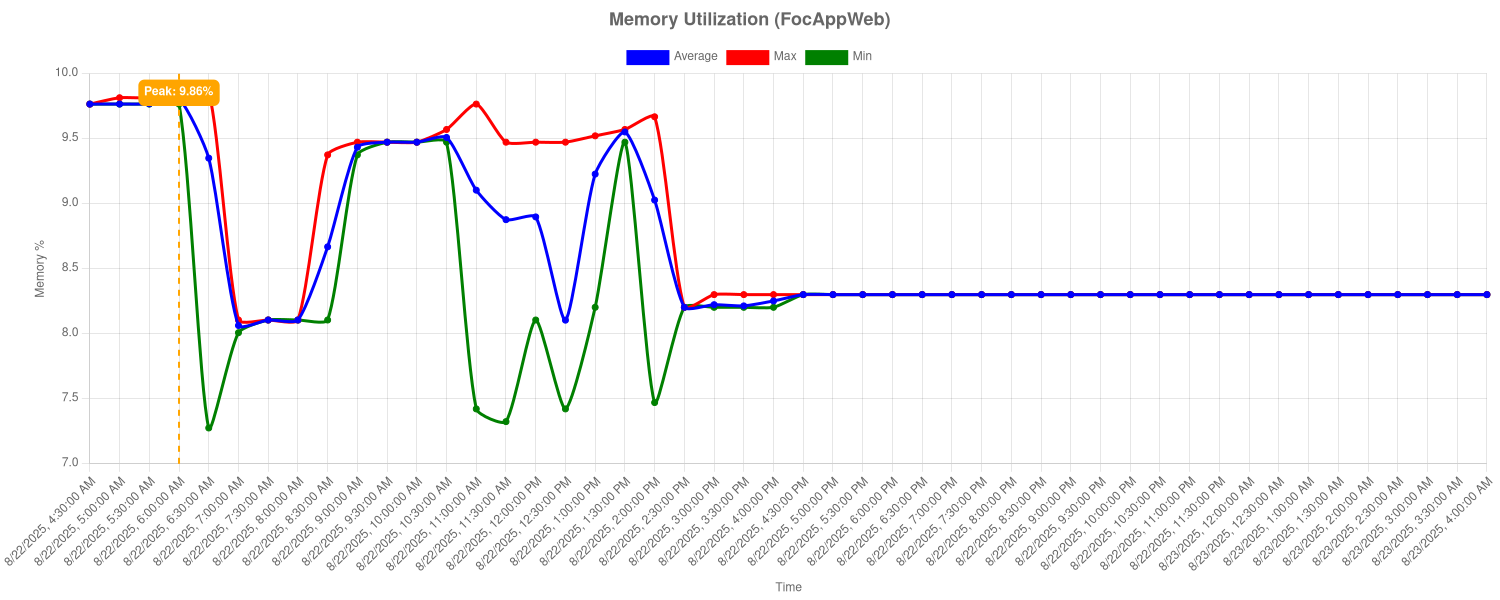 Memory Utilization (FocAppWeb)
Average Max Min
Peak: 9.86%
10.0
9.5
9.0
8.5
8.0
7.5
7.0
Memory %
8/22/2025, 4:30:00 AM
8/22/2025, 5:00:00 AM
8/22/2025, 5:30:00 AM
8/22/2025, 6:00:00 AM
8/22/2025, 6:30:00 AM
8/22/2025, 7:00:00 AM
8/22/2025, 7:30:00 AM
8/22/2025, 8:00:00 AM
8/22/2025, 8:30:00 AM
8/22/2025, 9:00:00 AM
8/22/2025, 9:30:00 AM
8/22/2025, 10:00:00 AM
8/22/2025, 10:30:00 AM
8/22/2025, 11:00:00 AM
8/22/2025, 11:30:00 AM
8/22/2025, 12:00:00 PM
8/22/2025, 12:30:00 PM
8/22/2025, 1:00:00 PM
8/22/2025, 1:30:00 PM
8/22/2025, 2:00:00 PM
8/22/2025, 2:30:00 PM
8/22/2025, 3:00:00 PM
8/22/2025, 3:30:00 PM
8/22/2025, 4:00:00 PM
8/22/2025, 4:30:00 PM
8/22/2025, 5:00:00 PM
8/22/2025, 5:30:00 PM
8/22/2025, 6:00:00 PM
8/22/2025, 6:30:00 PM
8/22/2025, 7:00:00 PM
8/22/2025, 7:30:00 PM
8/22/2025, 8:00:00 PM
8/22/2025, 8:30:00 PM
8/22/2025, 9:00:00 PM
8/22/2025, 9:30:00 PM
8/22/2025, 10:00:00 PM
8/22/2025, 10:30:00 PM
8/22/2025, 11:00:00 PM
8/22/2025, 11:30:00 PM
8/23/2025, 12:00:00 AM
8/23/2025, 12:30:00 AM
8/23/2025, 1:00:00 AM
8/23/2025, 1:30:00 AM
8/23/2025, 2:00:00 AM
8/23/2025, 2:30:00 AM
8/23/2025, 3:00:00 AM
8/23/2025, 3:30:00 AM
8/23/2025, 4:00:00 AM
Time